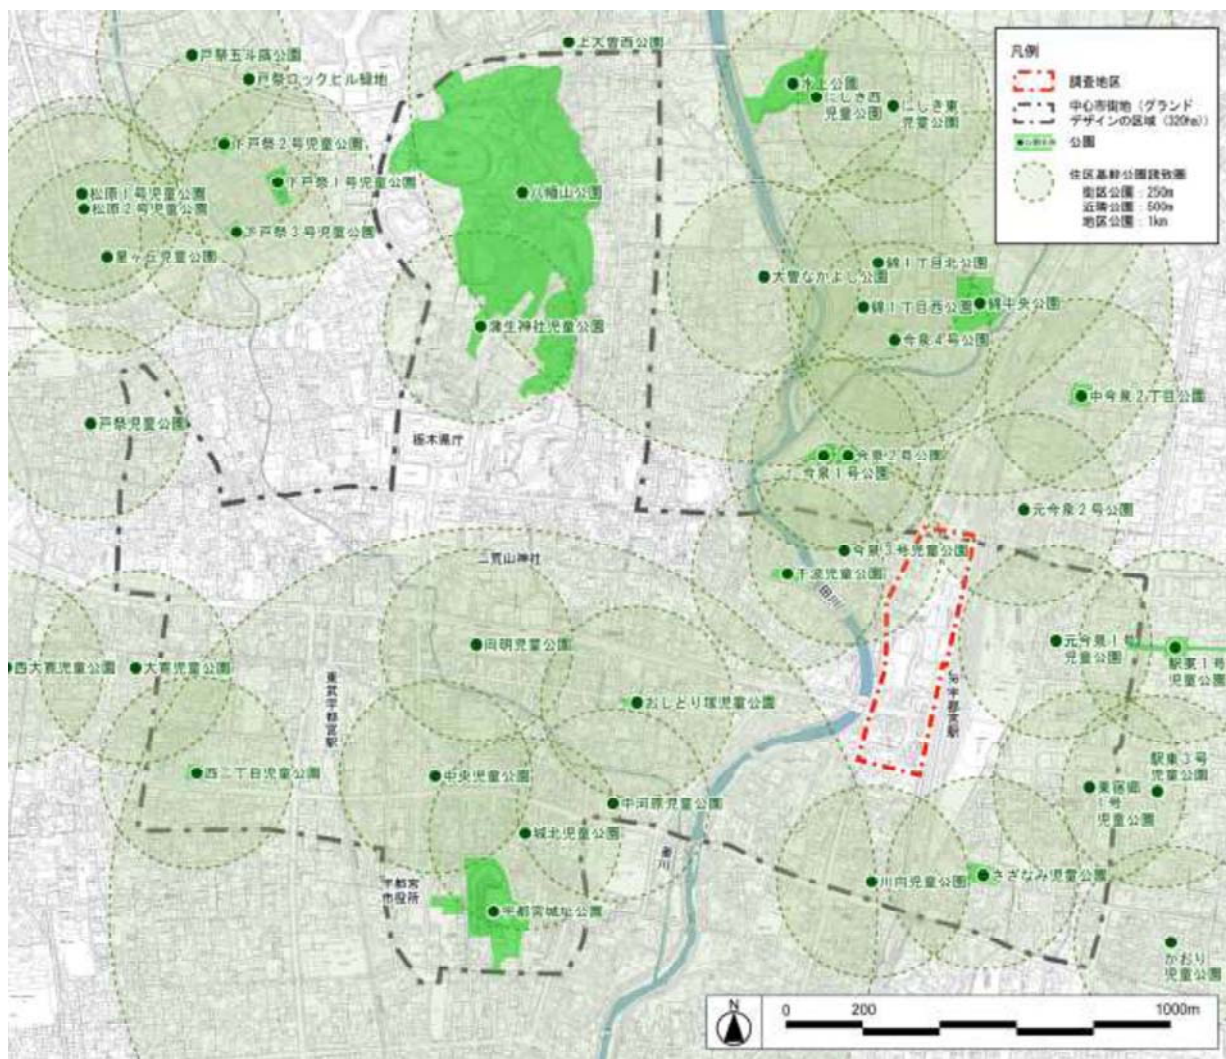 上大曽西公園
戸祭五斗蒔公園
戸祭ロックヒル緑地
水上公園
にしき西
児童公園
にしき東
児童公園
凡例
調査地区
中心市街地（グランド
デザインの区域（320ha））
公園
住区基幹公園誘致圏
街区公園：250m
近隣公園：500m
地区公園：1km
下戸祭2号児童公園
下戸祭1号児童公園
松原1号児童公園
松原2号児童公園
八幡山公園
下戸祭3号児童公園
星ヶ丘児童公園
大曽なかよし公園
錦1丁目北公園
錦1丁目西公園
錦中央公園
蒲生神社児童公園
今泉4号公園
中今泉2丁目公園
戸祭児童公園
栃木県庁
今泉2号公園
今泉1号公園
元今泉2号公園
今泉3号児童公園
二荒山神社
千波児童公園
田川
西大寛児童公園
大寛児童公園
尚明児童公園
元今泉1号
児童公園
駅東1号
児童公園
東武宇都宮駅
JR宇都宮駅
おしどり塚児童公園
西二丁目児童公園
中央児童公園
駅東3号
児童公園
東宿郷
1号
児童公園
中河原児童公園
城北児童公園
釜川
宇都宮
市役所
川向児童公園
さざなみ児童公園
宇都宮城址公園
かおり
児童公園
N
0
200
1000m